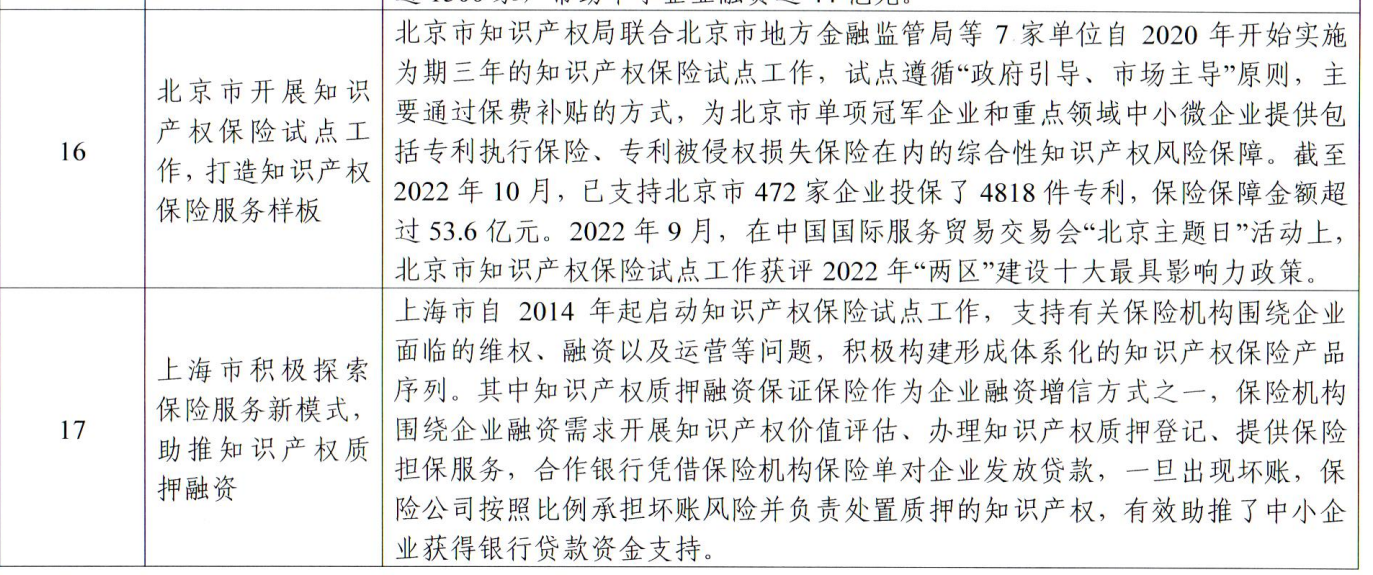 16
北京市开展知识
产权保险试点工
作，打造知识产权
保险服务样板
北京市知识产权局联合北京市地方金融监管局等 7 家单位自 2020 年开始实施
为期三年的知识产权保险试点工作，试点遵循“政府引导、市场主导”原则，主
要通过保费补贴的方式，为北京市单项冠军企业和重点领域中小微企业提供包
括专利执行保险、专利被侵权损失保险在内的综合性知识产权风险保障。截至
2022 年 10 月，已支持北京市 472 家企业投保了 4818 件专利，保险保障金额超
过 53.6 亿元。2022 年 9 月，在中国国际服务贸易交易会“北京主题日”活动上，
北京市知识产权保险试点工作获评 2022 年“两区”建设十大最具影响力政策。
17
上海市积极探索
保险服务新模式，
助推知识产权质
押融资
上海市自 2014 年起启动知识产权保险试点工作，支持有关保险机构围绕企业
面临的维权、融资以及运营等问题，积极构建形成体系化的知识产权保险产品
序列。其中知识产权质押融资保证保险作为企业融资增信方式之一，保险机构
围绕企业融资需求开展知识产权价值评估、办理知识产权质押登记、提供保险
担保服务，合作银行凭借保险机构保险单对企业发放贷款，一旦出现坏账，保
险公司按照比例承担坏账风险并负责处置质押的知识产权，有效助推了中小企
业获得银行贷款资金支持。